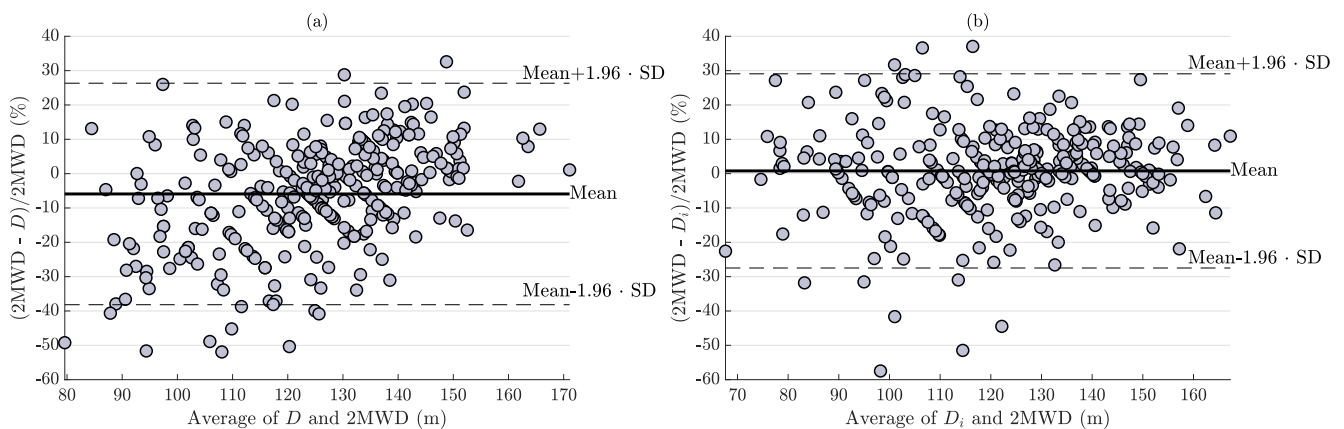 (a)
(2MWD - D)/2MWD (%)
40
30
20
10
0
-10
-20
-30
-40
-50
-60
Mean+1.96 · SD
Mean
Mean-1.96 · SD
80 90 100 110 120 130 140 150 160 170
Average of D and 2MWD (m)
(b)
(2MWD - Di)/2MWD (%)
40
30
20
10
0
-10
-20
-30
-40
-50
-60
Mean+1.96 · SD
Mean
Mean-1.96 · SD
70 80 90 100 110 120 130 140 150 160
Average of Di and 2MWD (m)